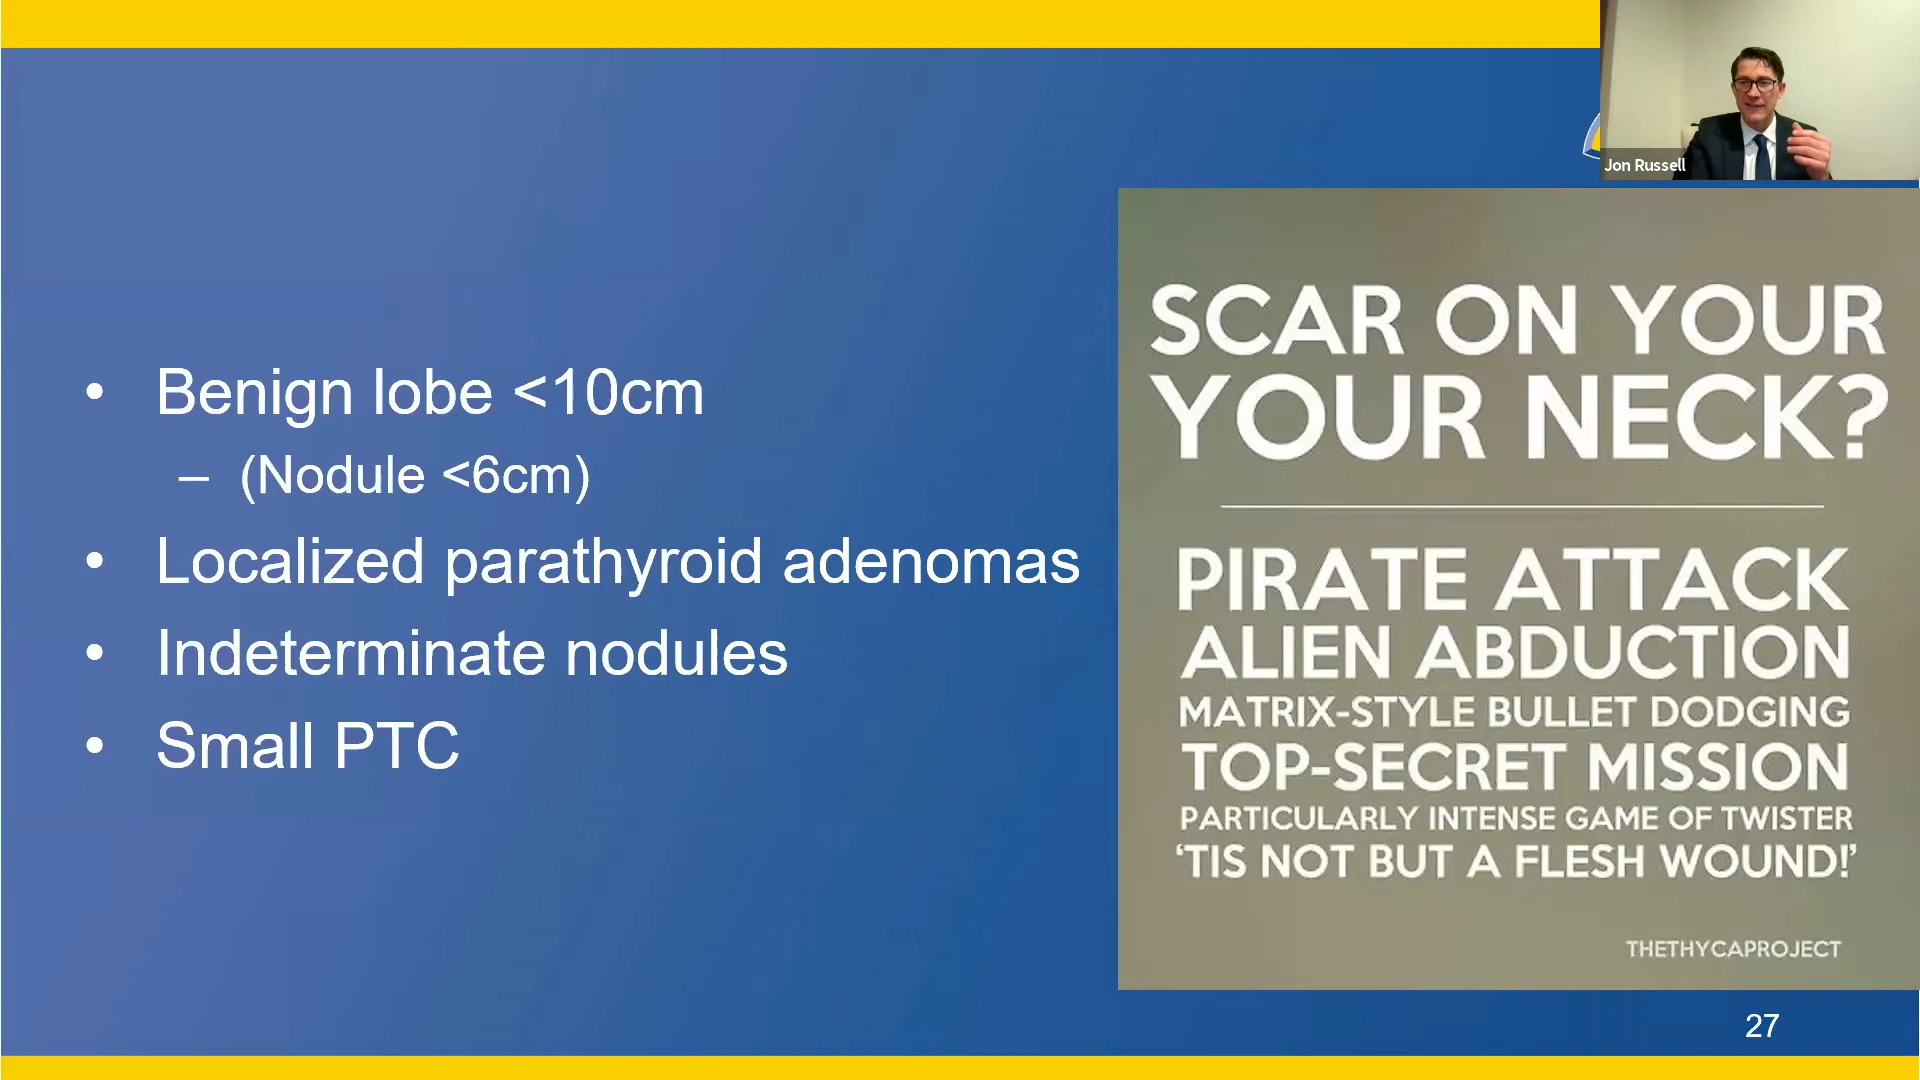 Jon Russell
• Benign lobe <10cm
– (Nodule <6cm)
• Localized parathyroid adenomas
• Indeterminate nodules
• Small PTC
SCAR ON YOUR
YOUR NECK?
PIRATE ATTACK
ALIEN ABDUCTION
MATRIX-STYLE BULLET DODGING
TOP-SECRET MISSION
PARTICULARLY INTENSE GAME OF TWISTER
‘TIS NOT BUT A FLESH WOUND!’
THETHYCAPROJECT
27